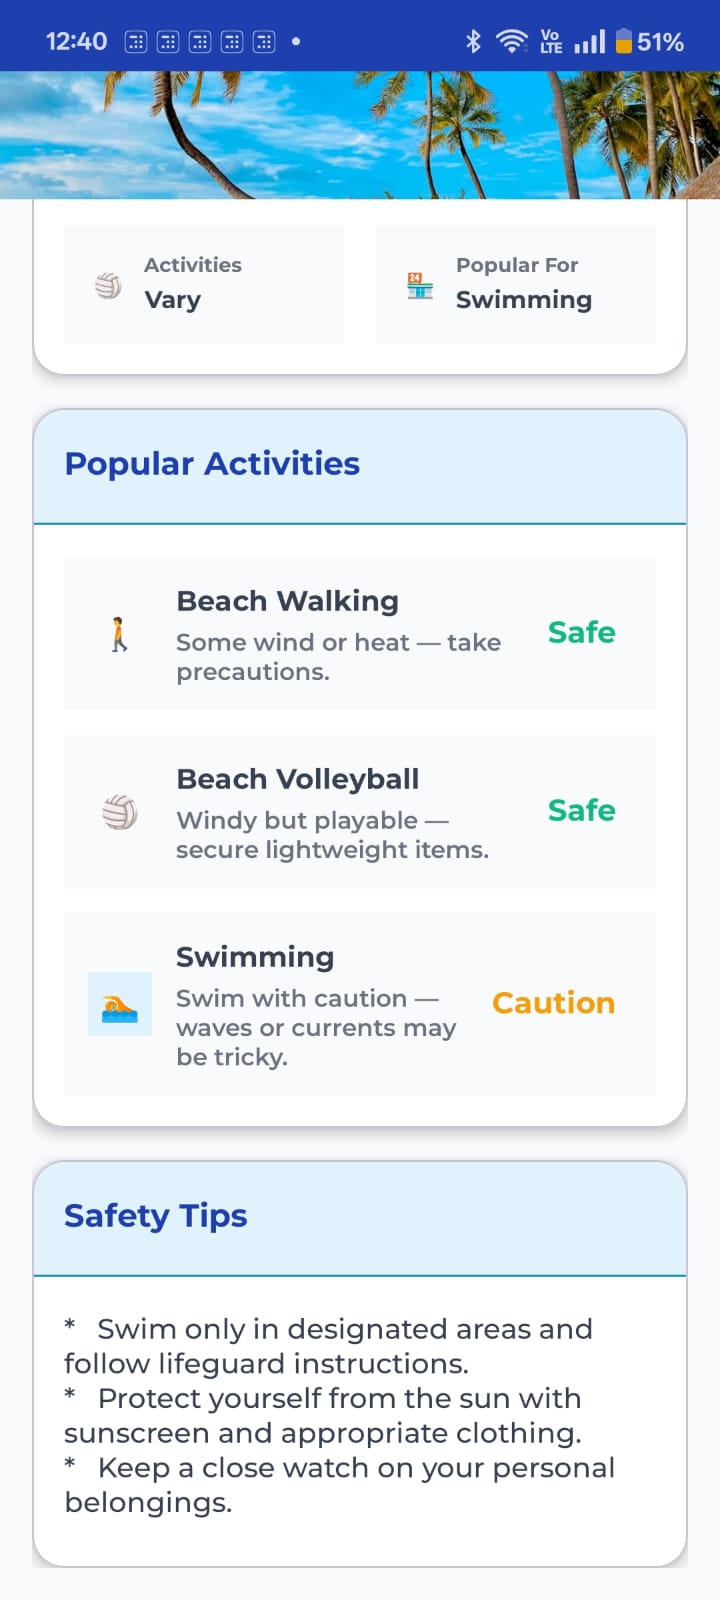 12:40
Vo
LTE
51%
Activities
Vary
24
Popular For
Swimming
Popular Activities
Beach Walking
Some wind or heat — take
precautions.
Safe
Beach Volleyball
Windy but playable —
secure lightweight items.
Safe
Swimming
Swim with caution —
waves or currents may
be tricky.
Caution
Safety Tips
* Swim only in designated areas and
follow lifeguard instructions.
* Protect yourself from the sun with
sunscreen and appropriate clothing.
* Keep a close watch on your personal
belongings.